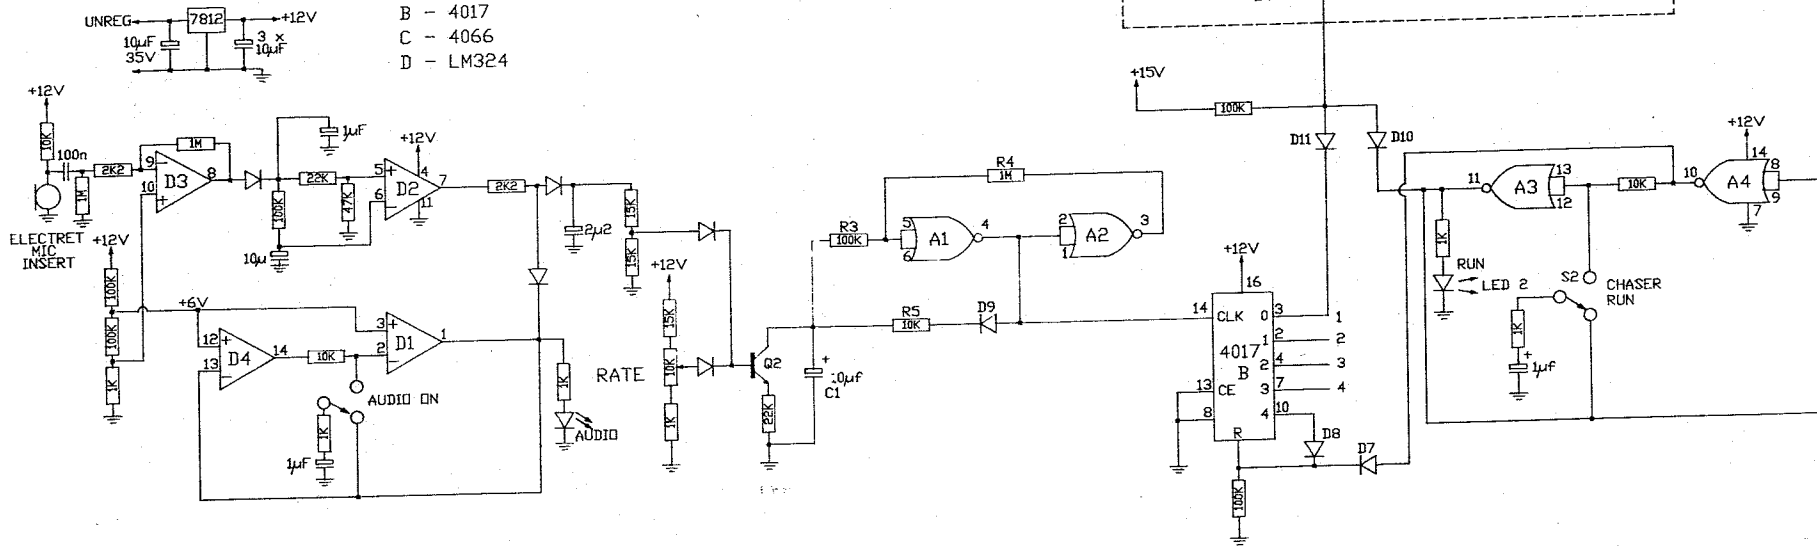 UNREG
7812
+12V
10µF
35V
3 x
10µF
B - 4017
C - 4066
D - LM324
+12V
10K
100n
2K2
1M
1M
9
10
8
D3
ELECTRET
MIC
INSERT
1µF
22K
100K
47K
10µ
+12V
5
6
4
7
11
D2
2K2
2µ2
15K
15K
+12V
100K
100K
1K
+6V
12
13
14
D4
10K
3
2
1
D1
AUDIO ON
1K
1µF
1K
AUDIO
+12V
15K
RATE
10K
1K
Q2
22K
C1
R3
100K
R4
1M
5
6
4
A1
2
1
3
A2
R5
10K
D9
+12V
16
14
CLK
4017
B
13
CE
8
R
0
3
1
1
2
2
2
4
3
3
7
4
4
10
D8
D7
100K
+15V
100K
D11
D10
11
A3
13
12
10K
10
A4
+12V
14
8
9
7
1K
RUN
LED 2
S2
CHASER
RUN
1K
1µF